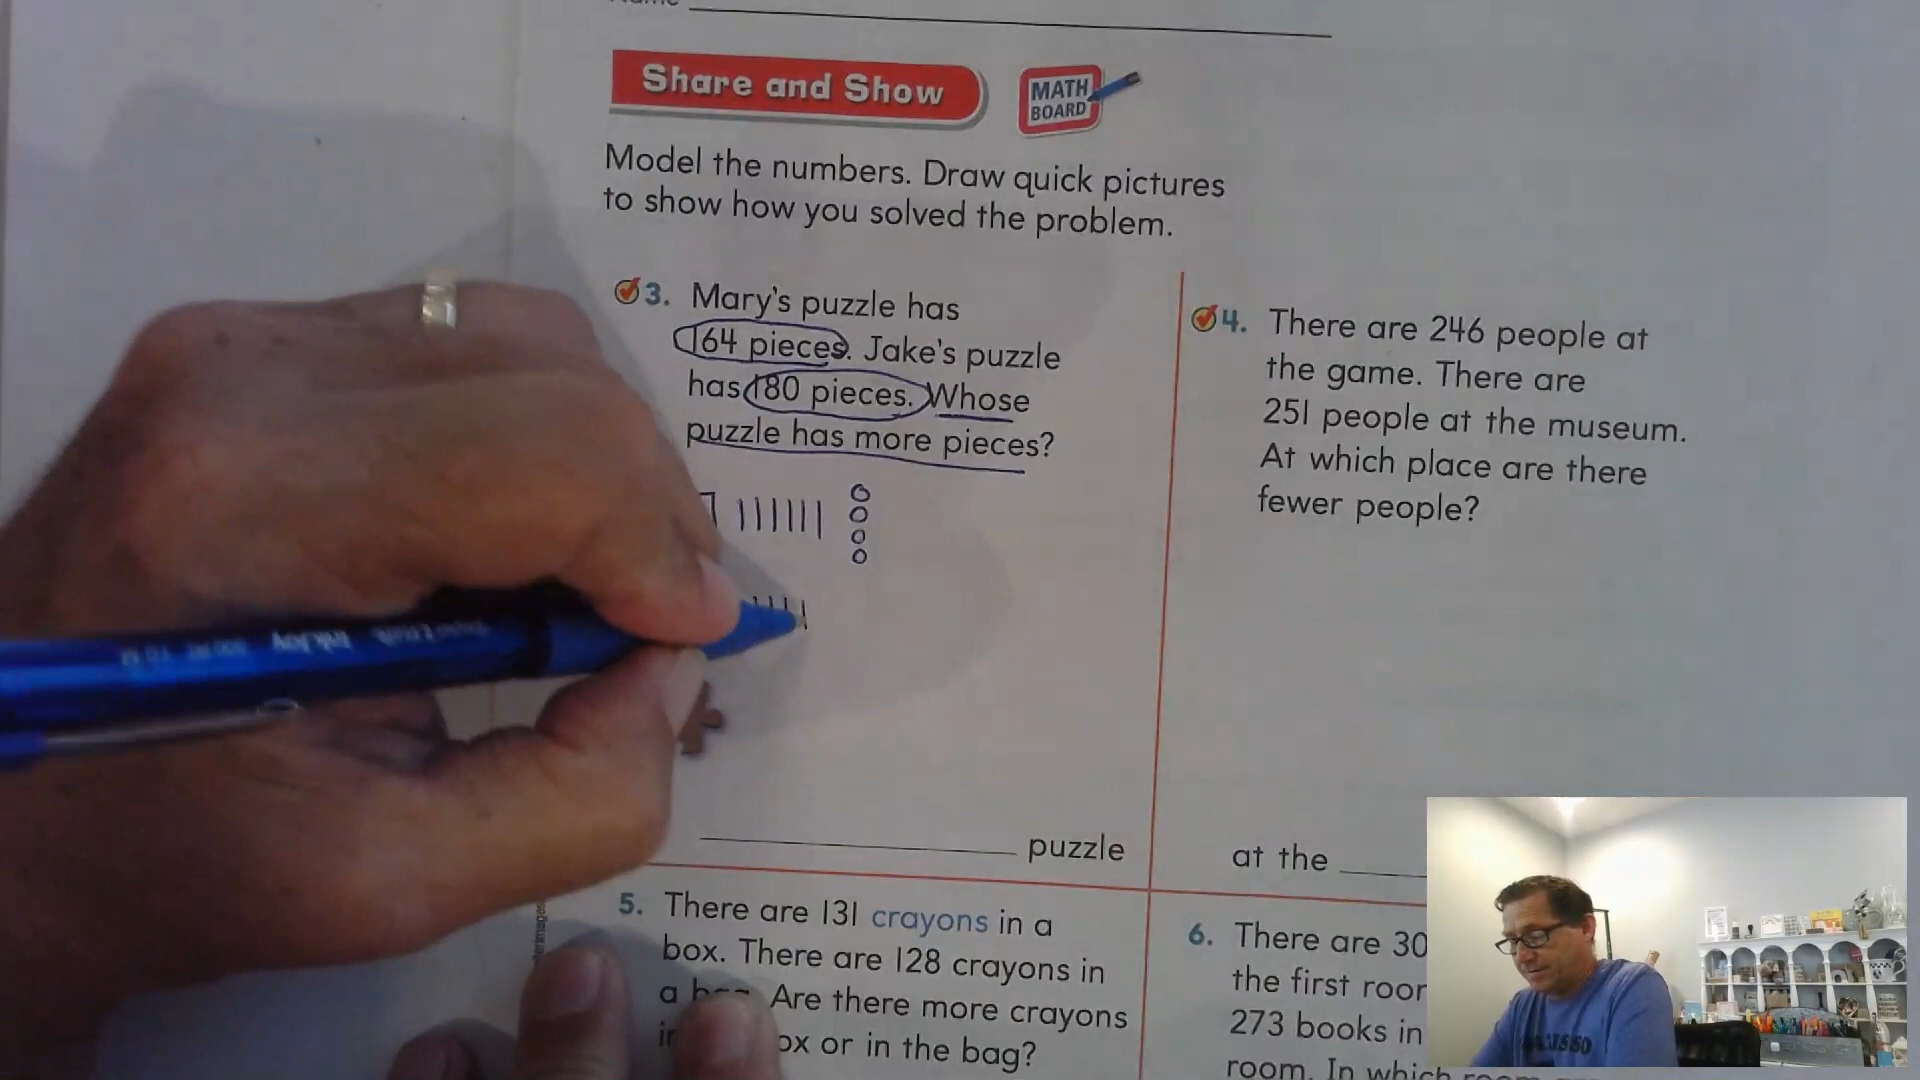 Share and Show
MATH
BOARD
Model the numbers. Draw quick pictures
to show how you solved the problem.
3. Mary's puzzle has
164 pieces. Jake's puzzle
has 180 pieces. Whose
puzzle has more pieces?
puzzle
4. There are 246 people at
the game. There are
251 people at the museum.
At which place are there
fewer people?
at the
5. There are 131 crayons in a
box. There are 128 crayons in
a Are there more crayons
or in the bag?
6. There are 30
the first
273 books in
room. In which
InkJoy